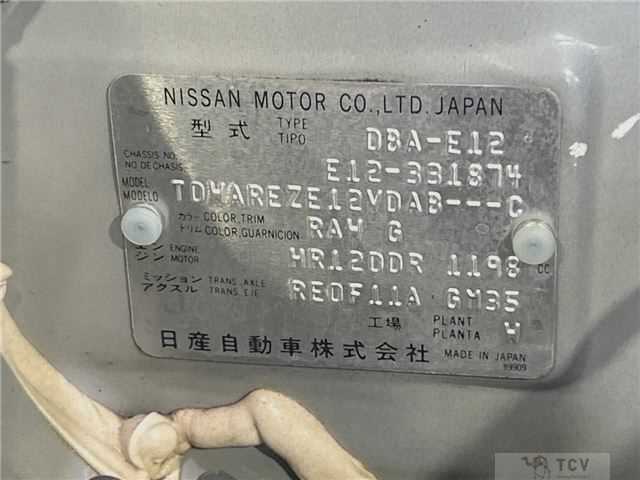 NISSAN MOTOR CO.,LTD. JAPAN
型式 TYPE TIPO DBA-E12
CHASSIS NO. NO DE CHASIS E12-331874
MODEL MODELO TDMAREZE12VDAB---C
カラー COLOR,TRIM
トリム COLOR,GUARNICION RAH G
エン ENGINE
ジン MOTOR HR12DDR 1198 CC
ミッション TRANS. AXLE
アクスル TRANS. EJE RE0F11A GM35
工場 PLANT PLANTA H
日産自動車株式会社 MADE IN JAPAN
TCV